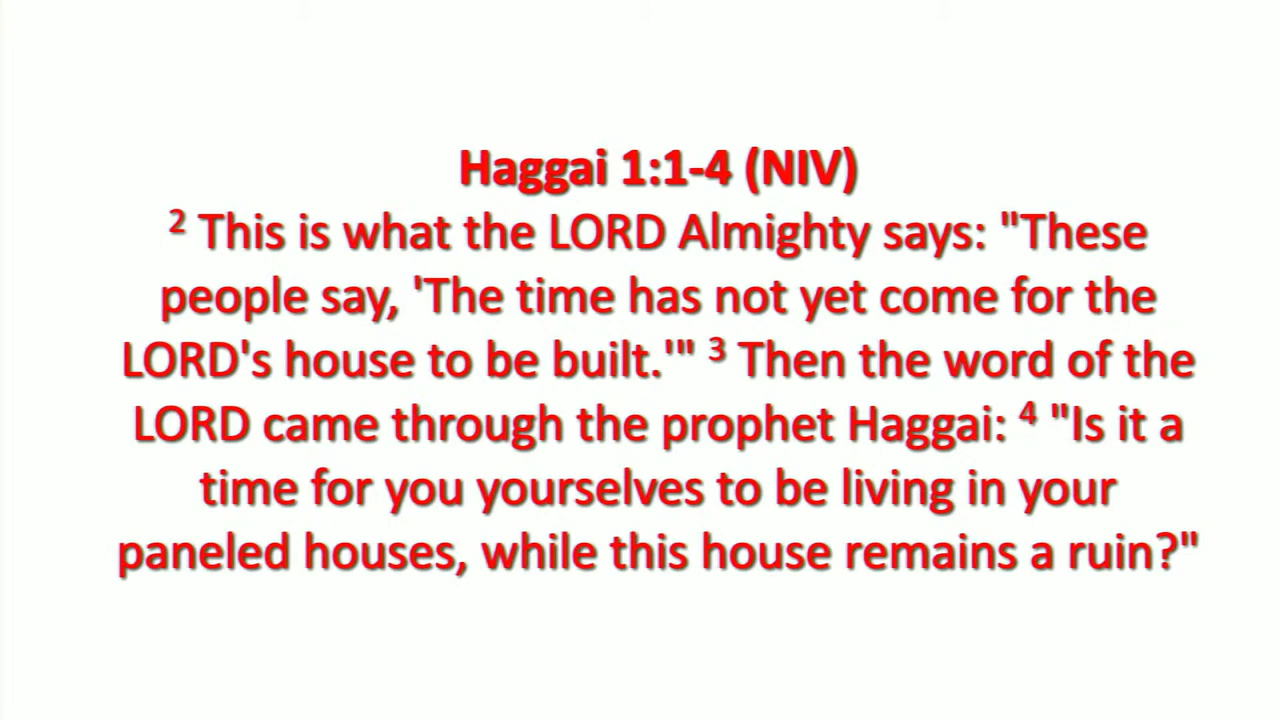 Haggai 1:1-4 (NIV)
² This is what the LORD Almighty says: "These
people say, 'The time has not yet come for the
LORD's house to be built.'" ³ Then the word of the
LORD came through the prophet Haggai: ⁴ "Is it a
time for you yourselves to be living in your
paneled houses, while this house remains a ruin?"